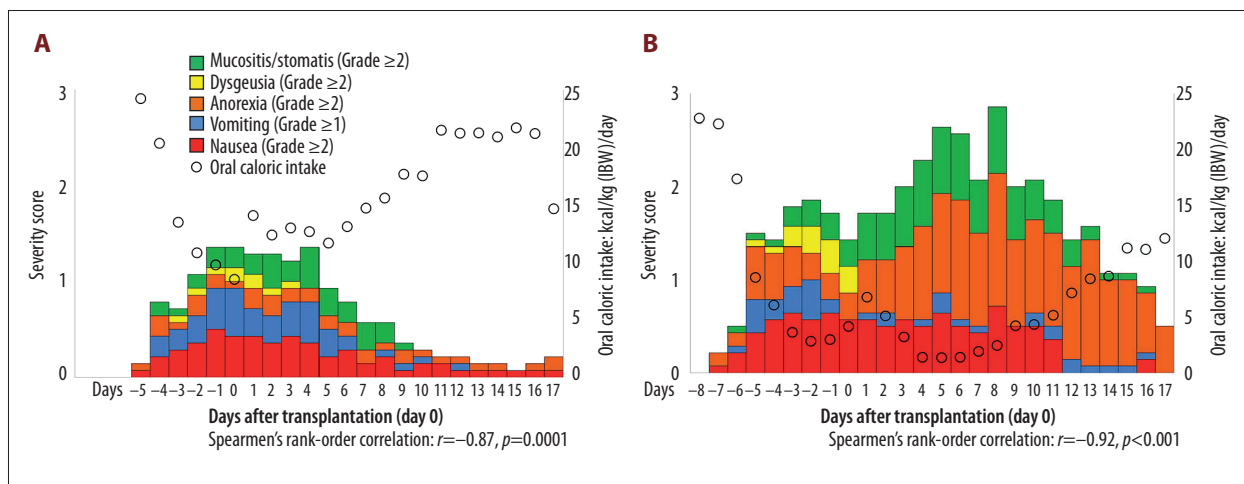 A
Mucositis/stomatis (Grade ≥2)
Dysgeusia (Grade ≥2)
Anorexia (Grade ≥2)
Vomiting (Grade ≥1)
Nausea (Grade ≥2)
Oral caloric intake
Severity score
3
2
1
0
Oral caloric intake: kcal/kg (IBW)/day
25
20
15
10
5
0
Days −5 −4 −3 −2 −1 0 1 2 3 4 5 6 7 8 9 10 11 12 13 14 15 16 17
Days after transplantation (day 0)
Spearmen's rank-order correlation: r=−0.87, p=0.0001
B
Severity score
3
2
1
0
Oral caloric intake: kcal/kg (IBW)/day
25
20
15
10
5
0
Days −8 −7 −6 −5 −4 −3 −2 −1 0 1 2 3 4 5 6 7 8 9 10 11 12 13 14 15 16 17
Days after transplantation (day 0)
Spearmen's rank-order correlation: r=−0.92, p<0.001